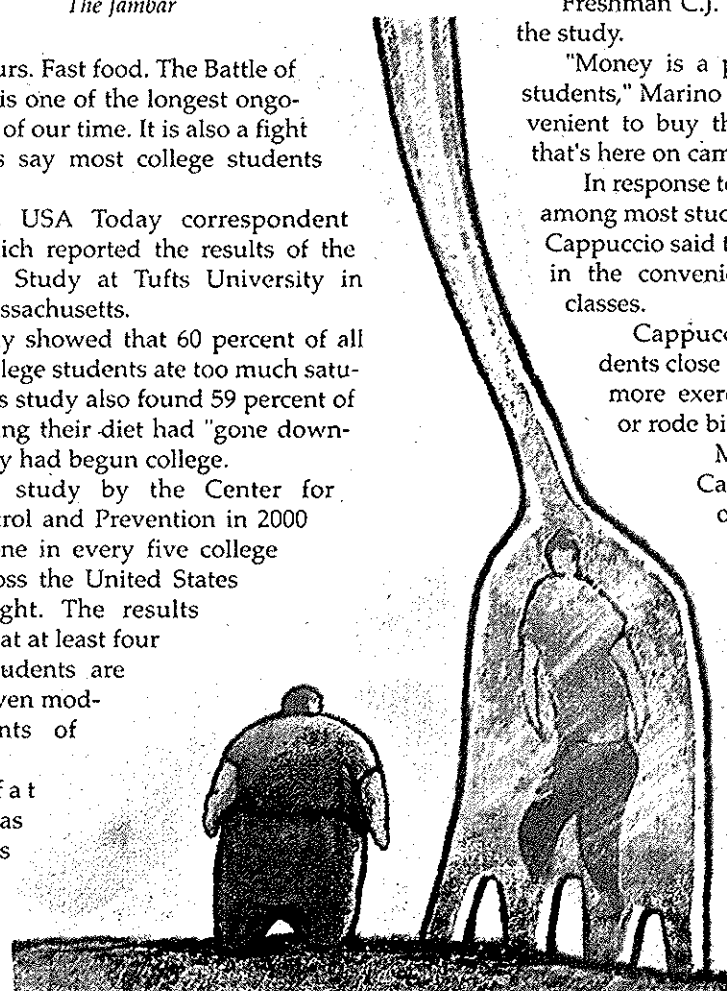 The Jambar
urs. Fast food. The Battle of
is one of the longest ongo-
of our time. It is also a fight
s say most college students
USA Today correspondent
ich reported the results of the
Study at Tufts University in
ssachusetts.
y showed that 60 percent of all
lege students ate too much satu-
s study also found 59 percent of
ing their diet had "gone down-
y had begun college.
study by the Center for
trol and Prevention in 2000
ne in every five college
oss the United States
ght. The results
at at least four
udents are
ven mod-
nts of
fat
as
s
Freshman C.J.
the study.
"Money is a p
students," Marino
venient to buy th
that's here on cam
In response to
among most stud
Cappuccio said t
in the conveni
classes.
Cappucc
dents close
more exer
or rode bi
M
Ca
o